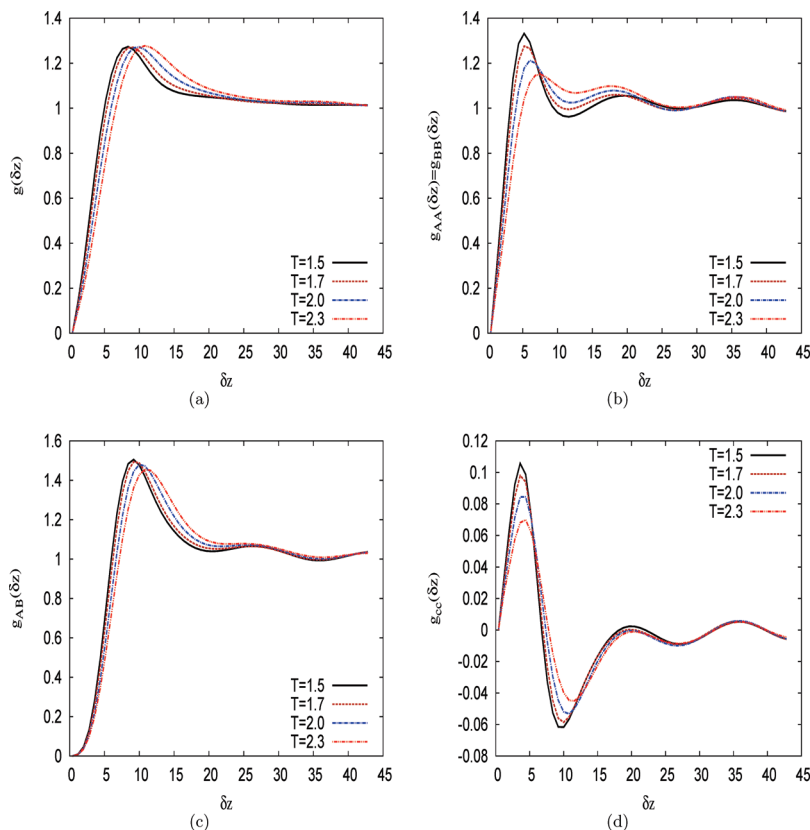 1.4
1.2
1
0.8
0.6
0.4
0.2
0
g(δz)
T=1.5
T=1.7
T=2.0
T=2.3
0 5 10 15 20 25 30 35 40 45
δz
(a)
1.4
1.2
1
0.8
0.6
0.4
0.2
0
g_AA(δz)=g_BB(δz)
T=1.5
T=1.7
T=2.0
T=2.3
0 5 10 15 20 25 30 35 40 45
δz
(b)
1.6
1.4
1.2
1
0.8
0.6
0.4
0.2
0
g_AB(δz)
T=1.5
T=1.7
T=2.0
T=2.3
0 5 10 15 20 25 30 35 40 45
δz
(c)
0.12
0.1
0.08
0.06
0.04
0.02
0
-0.02
-0.04
-0.06
-0.08
g_cc(δz)
T=1.5
T=1.7
T=2.0
T=2.3
0 5 10 15 20 25 30 35 40 45
δz
(d)